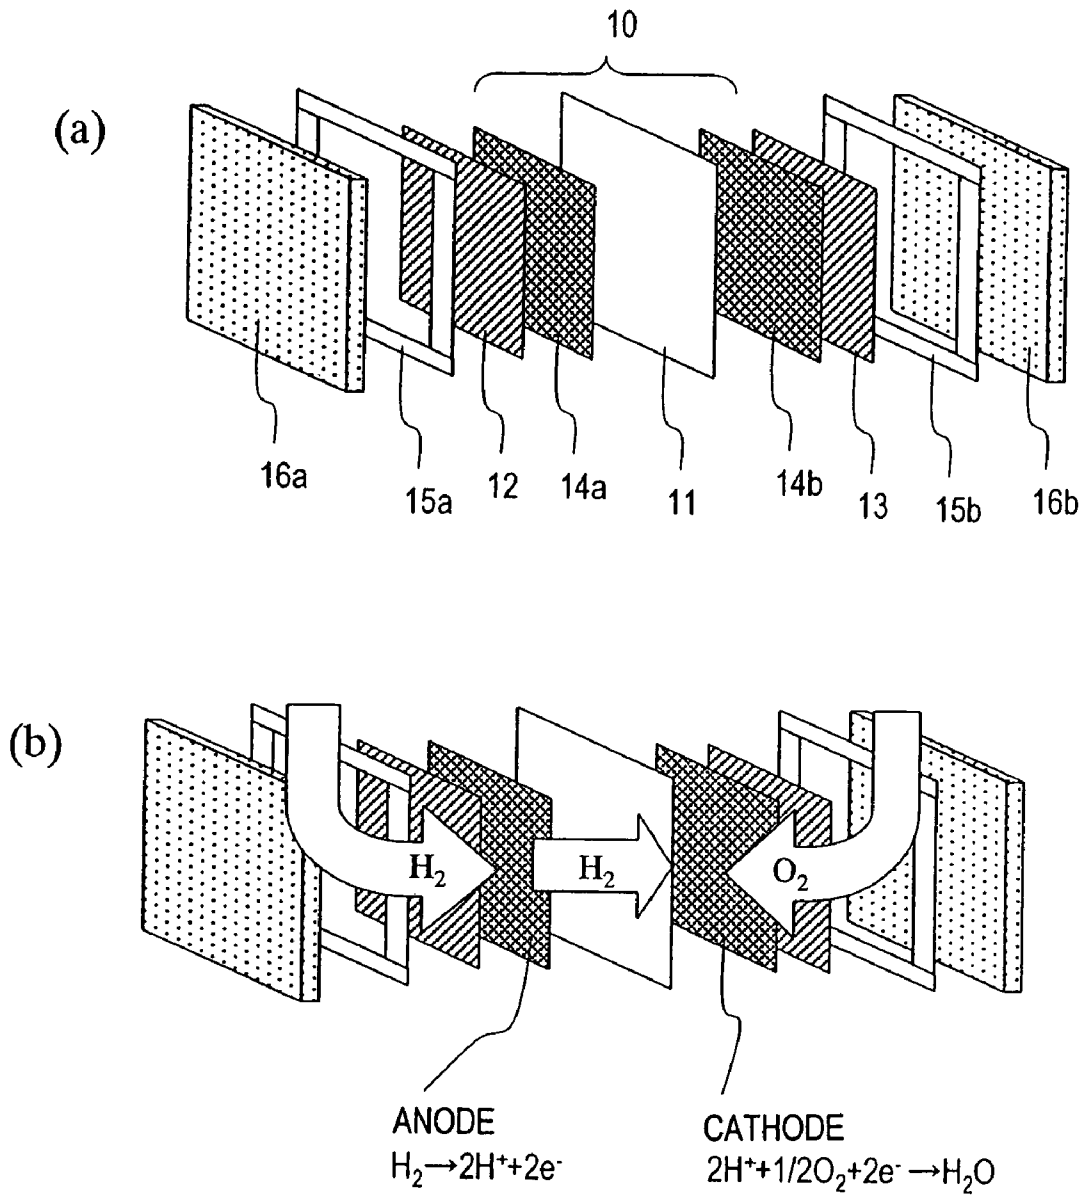 10
(a)
16a
15a
12
14a
11
14b
13
15b
16b
(b)
H₂
H₂
O₂
ANODE
H₂→2H⁺+2e⁻
CATHODE
2H⁺+1/2O₂+2e⁻→H₂O